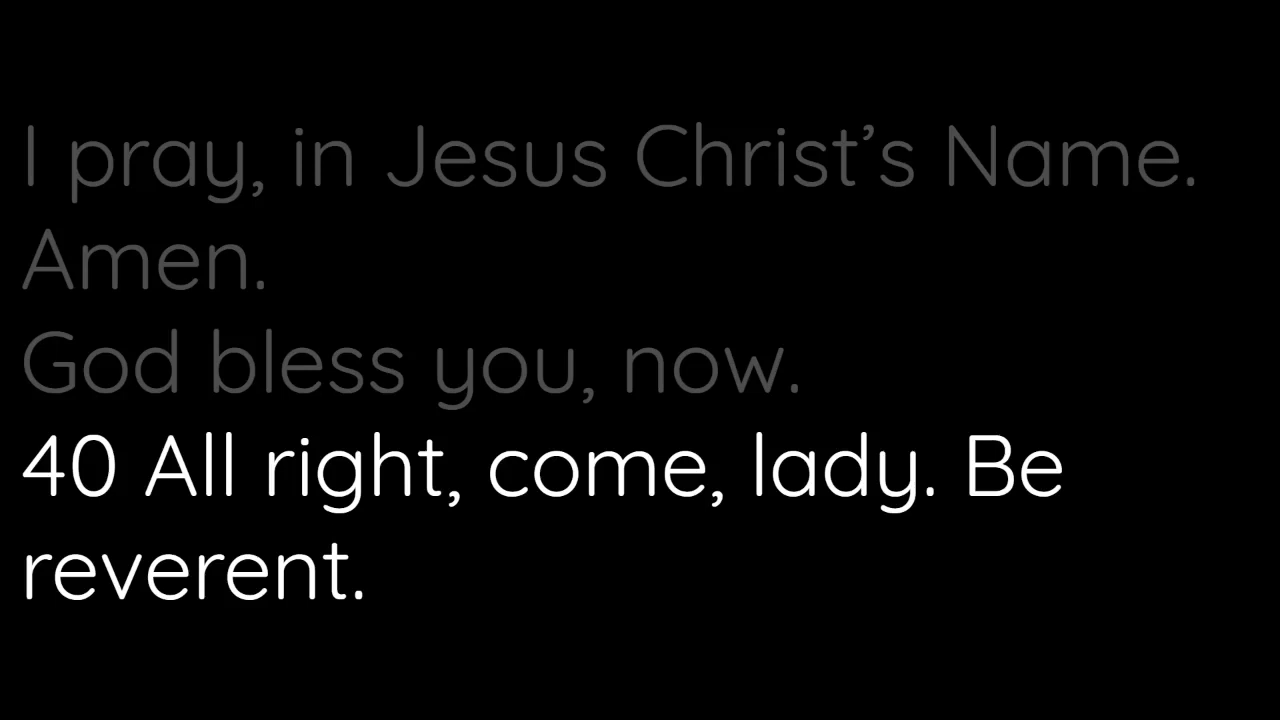 I pray, in Jesus Christ’s Name.
Amen.
God bless you, now.
40 All right, come, lady. Be
reverent.